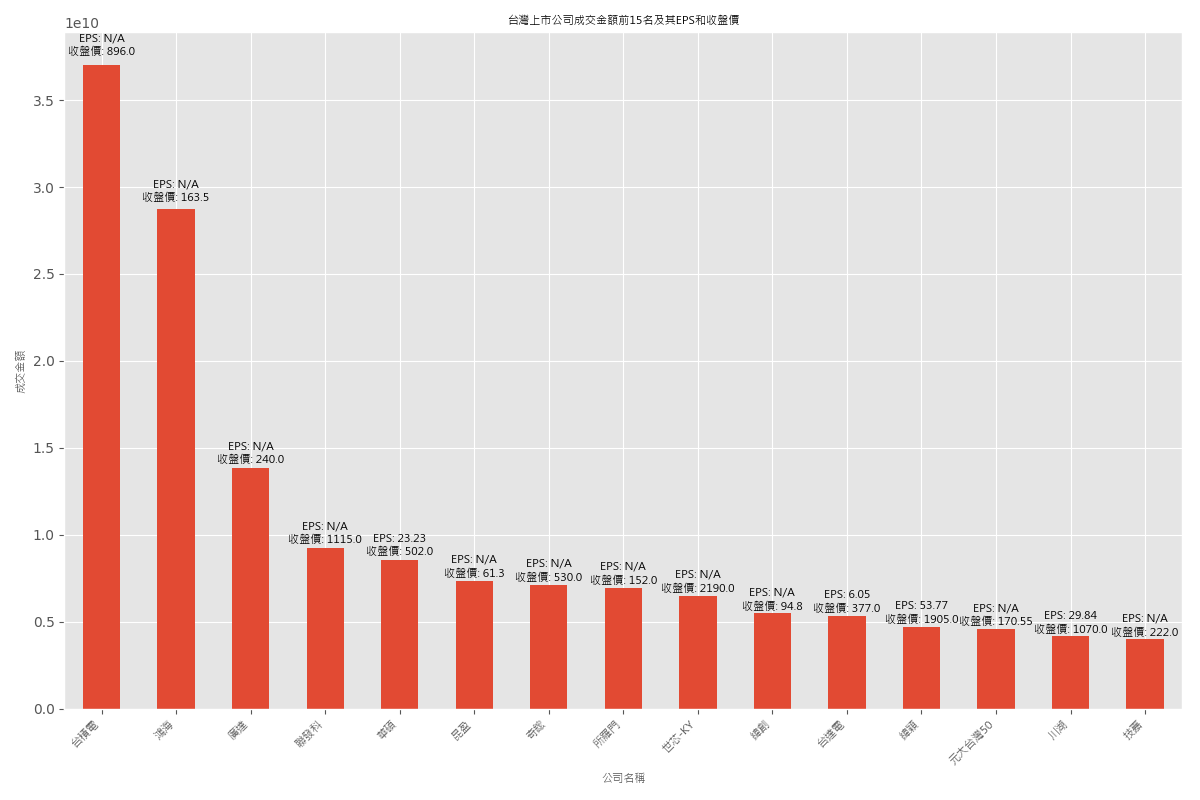 台灣上市公司成交金額前15名及其EPS和收盤價
1e10
成交金額
3.5
3.0
2.5
2.0
1.5
1.0
0.5
0.0
EPS: N/A
收盤價: 896.0
EPS: N/A
收盤價: 163.5
EPS: N/A
收盤價: 240.0
EPS: N/A
收盤價: 1115.0
EPS: 23.23
收盤價: 502.0
EPS: N/A
收盤價: 61.3
EPS: N/A
收盤價: 530.0
EPS: N/A
收盤價: 152.0
EPS: N/A
收盤價: 2190.0
EPS: N/A
收盤價: 94.8
EPS: 6.05
收盤價: 377.0
EPS: 53.77
收盤價: 1905.0
EPS: N/A
收盤價: 170.55
EPS: 29.84
收盤價: 1070.0
EPS: N/A
收盤價: 222.0
台積電
鴻海
廣達
聯發科
華碩
昆盈
奇鋐
所羅門
世芯-KY
緯創
台達電
緯穎
元大台灣50
川湖
技嘉
公司名稱